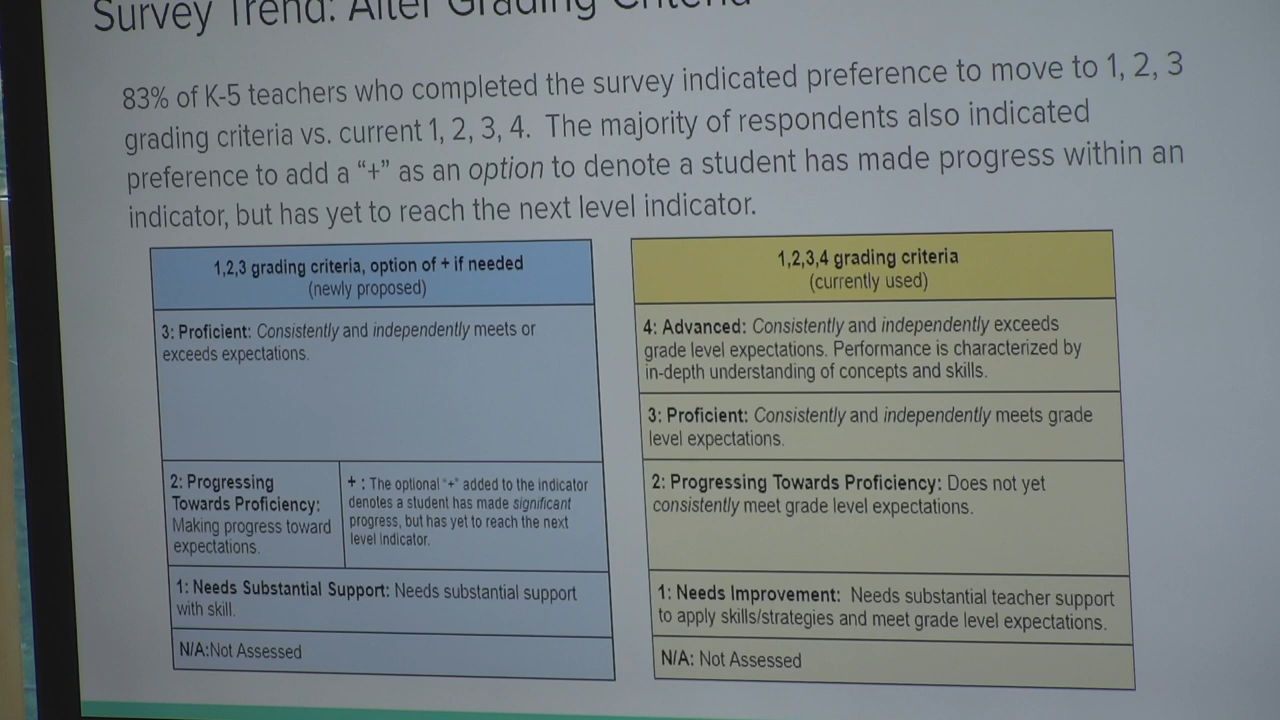 Survey Trend: Alter Grading Criteria
83% of K-5 teachers who completed the survey indicated preference to move to 1, 2, 3
grading criteria vs. current 1, 2, 3, 4. The majority of respondents also indicated
preference to add a “+” as an option to denote a student has made progress within an
indicator, but has yet to reach the next level indicator.
1,2,3 grading criteria, option of + if needed
(newly proposed)
3: Proficient: Consistently and independently meets or
exceeds expectations.
2: Progressing
Towards Proficiency:
Making progress toward
expectations.
+ : The optional “+” added to the indicator
denotes a student has made significant
progress, but has yet to reach the next
level indicator.
1: Needs Substantial Support: Needs substantial support
with skill.
N/A:Not Assessed
1,2,3,4 grading criteria
(currently used)
4: Advanced: Consistently and independently exceeds
grade level expectations. Performance is characterized by
in-depth understanding of concepts and skills.
3: Proficient: Consistently and independently meets grade
level expectations.
2: Progressing Towards Proficiency: Does not yet
consistently meet grade level expectations.
1: Needs Improvement: Needs substantial teacher support
to apply skills/strategies and meet grade level expectations.
N/A: Not Assessed